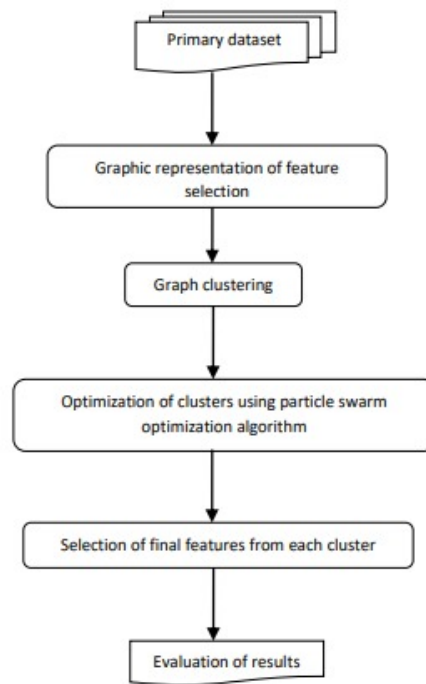 Primary dataset
Graphic representation of feature
selection
Graph clustering
Optimization of clusters using particle swarm
optimization algorithm
Selection of final features from each cluster
Evaluation of results